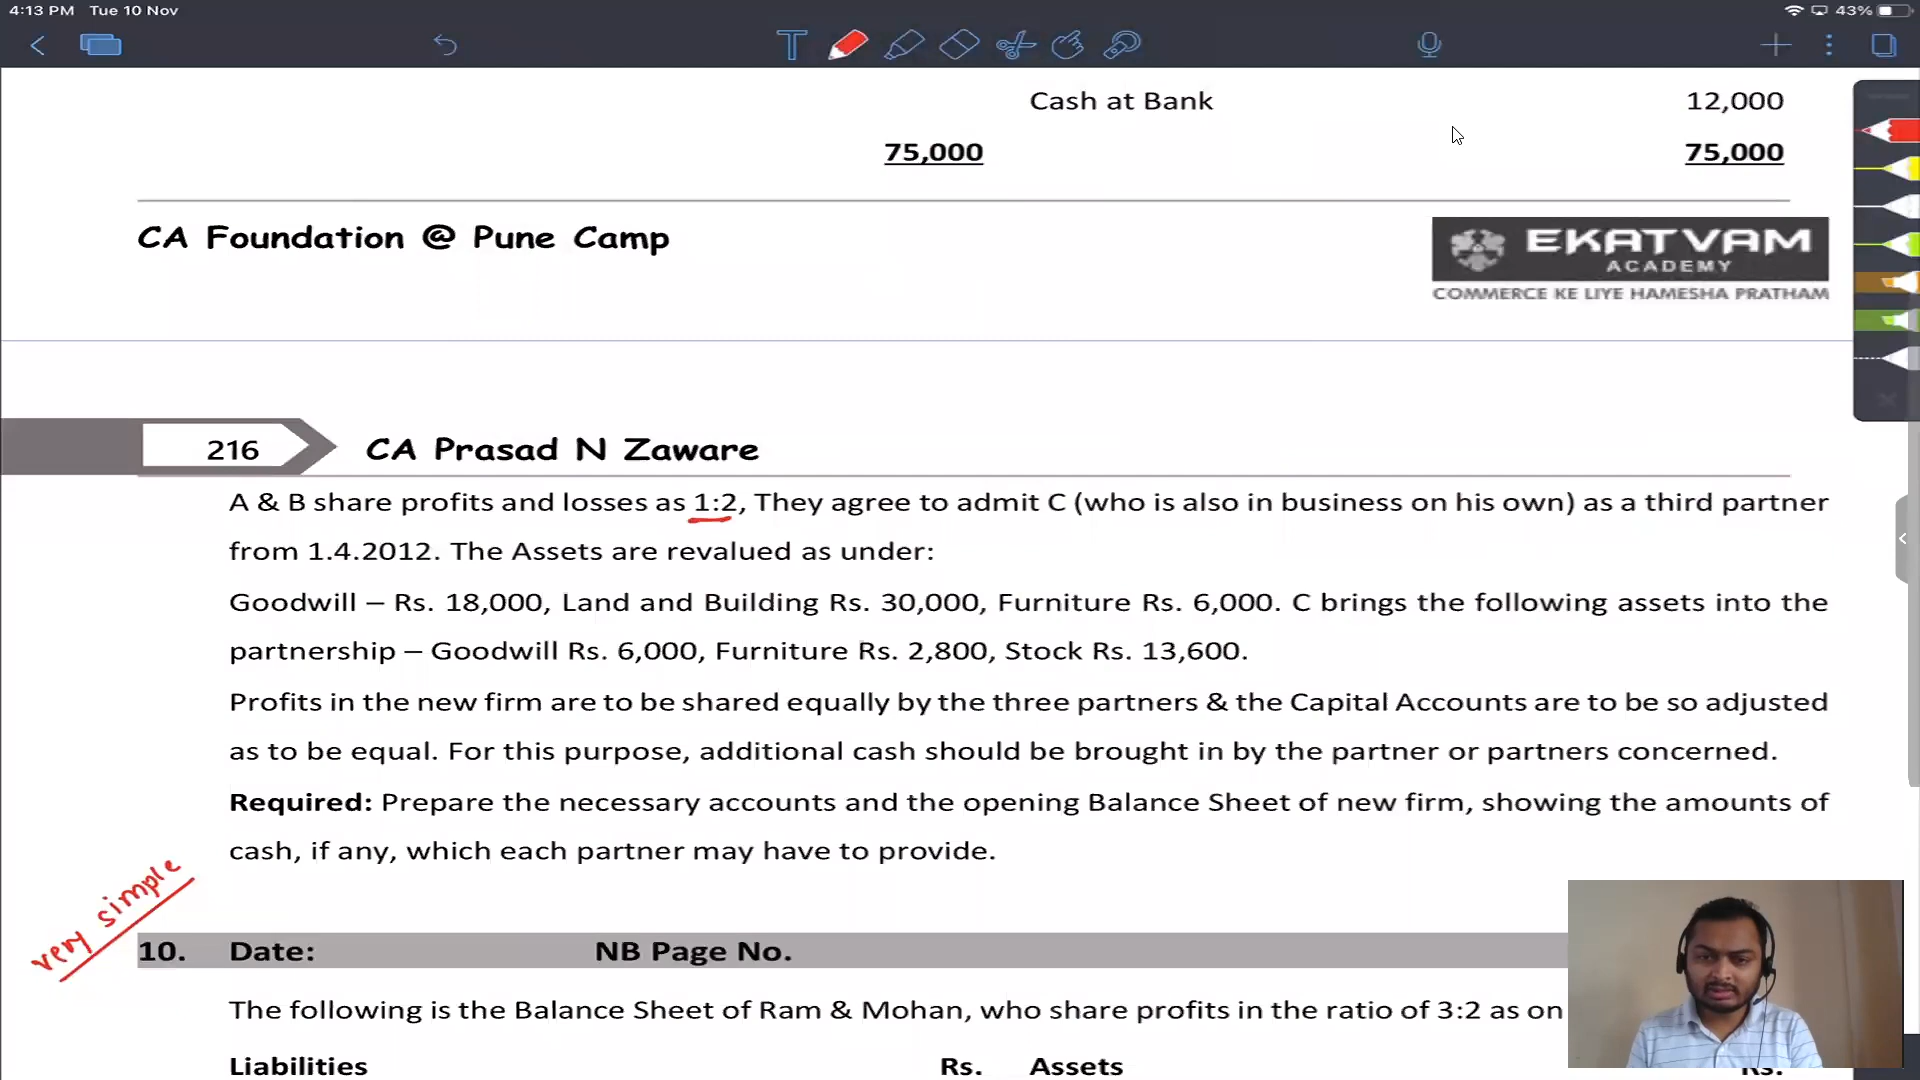 4:13 PM Tue 10 Nov
43%
T
Cash at Bank 12,000
75,000 75,000
CA Foundation @ Pune Camp
EKATVAM
ACADEMY
COMMERCE KE LIYE HAMESHA PRATHAM
216 CA Prasad N Zaware
A & B share profits and losses as 1:2, They agree to admit C (who is also in business on his own) as a third partner
from 1.4.2012. The Assets are revalued as under:
Goodwill – Rs. 18,000, Land and Building Rs. 30,000, Furniture Rs. 6,000. C brings the following assets into the
partnership – Goodwill Rs. 6,000, Furniture Rs. 2,800, Stock Rs. 13,600.
Profits in the new firm are to be shared equally by the three partners & the Capital Accounts are to be so adjusted
as to be equal. For this purpose, additional cash should be brought in by the partner or partners concerned.
Required: Prepare the necessary accounts and the opening Balance Sheet of new firm, showing the amounts of
cash, if any, which each partner may have to provide.
very simple
10. Date: NB Page No.
The following is the Balance Sheet of Ram & Mohan, who share profits in the ratio of 3:2 as on
Liabilities Rs. Assets Rs.